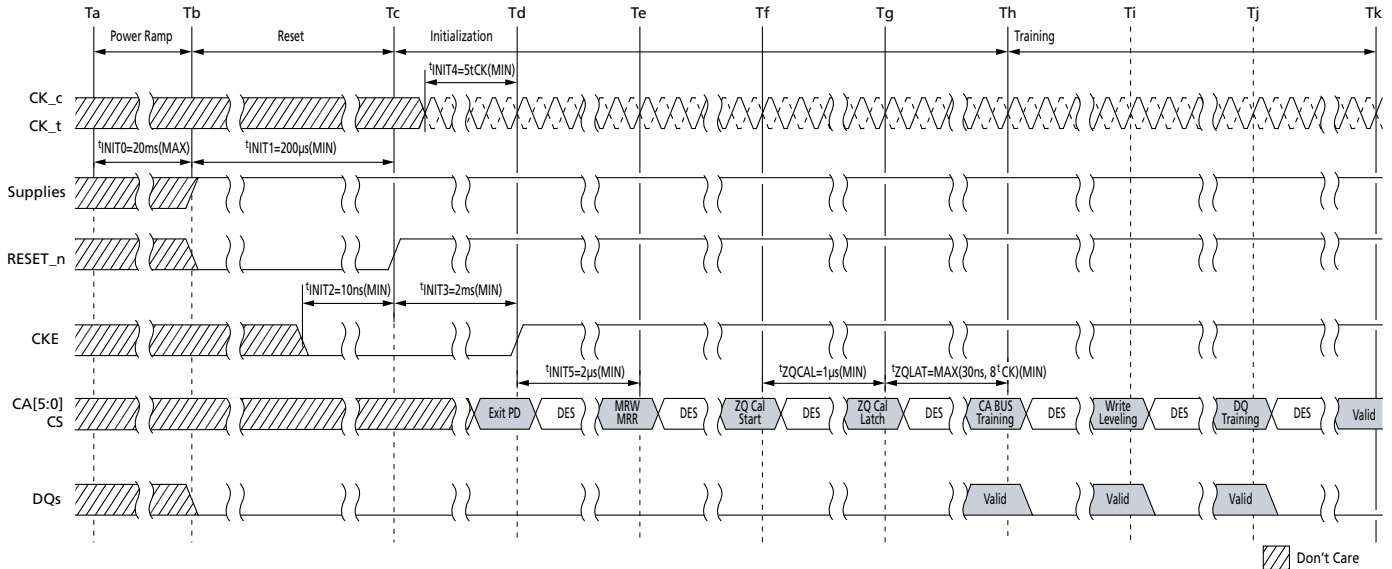 Ta Tb Tc Td Te Tf Tg Th Ti Tj Tk
Power Ramp Reset Initialization Training
tINIT4=5tCK(MIN)
CK_c
CK_t
tINIT0=20ms(MAX) tINIT1=200μs(MIN)
Supplies
RESET_n
tINIT2=10ns(MIN) tINIT3=2ms(MIN)
CKE
tINIT5=2μs(MIN) tZQCAL=1μs(MIN) tZQLAT=MAX(30ns, 8tCK)(MIN)
CA[5:0]
CS
Exit PD DES MRW MRR DES ZQ Cal Start DES ZQ Cal Latch DES CA BUS Training DES Write Leveling DES DQ Training DES Valid
DQs Valid Valid Valid
Don't Care